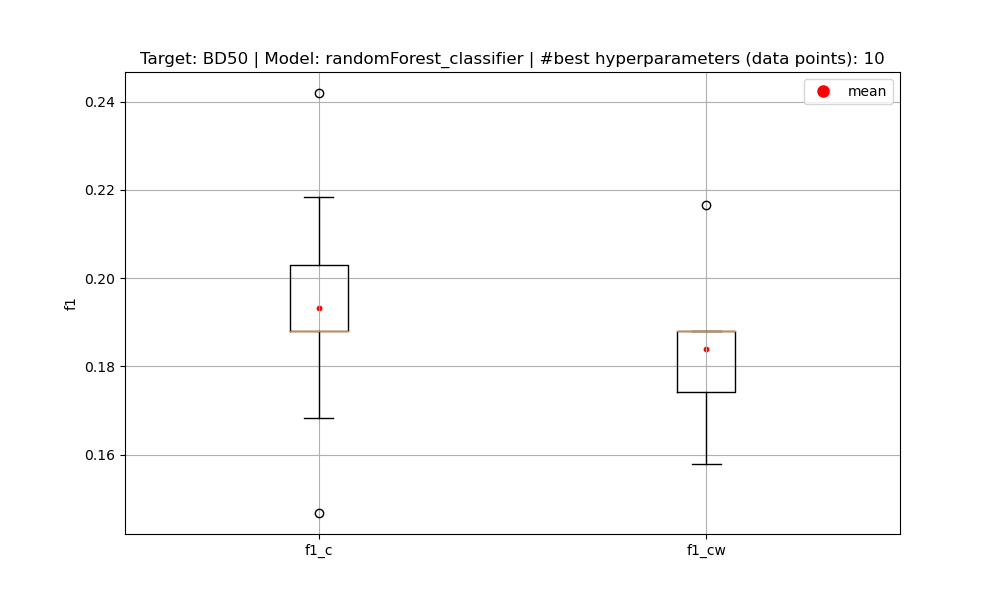 Target: BD50 | Model: randomForest_classifier | #best hyperparameters (data points): 10
mean
0.24
0.22
0.20
0.18
0.16
f1
f1_c
f1_cw